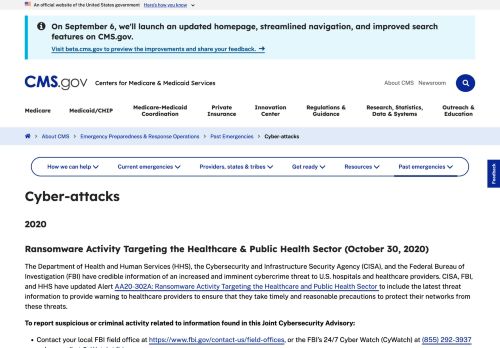 An official website of the United States government Here's how you know
On September 6, we'll launch an updated homepage, streamlined navigation, and improved search
features on CMS.gov.
Visit beta.cms.gov to preview the improvements and share your feedback. →
CMS.gov Centers for Medicare & Medicaid Services
About CMS Newsroom
Medicare Medicaid/CHIP Medicare-Medicaid Coordination Private Insurance Innovation Center Regulations & Guidance Research, Statistics, Data & Systems Outreach & Education
About CMS > Emergency Preparedness & Response Operations > Past Emergencies > Cyber-attacks
Feedback
How we can help Current emergencies Providers, states & tribes Get ready Resources Past emergencies
Cyber-attacks
2020
Ransomware Activity Targeting the Healthcare & Public Health Sector (October 30, 2020)
The Department of Health and Human Services (HHS), the Cybersecurity and Infrastructure Security Agency (CISA), and the Federal Bureau of
Investigation (FBI) have credible information of an increased and imminent cybercrime threat to U.S. hospitals and healthcare providers. CISA, FBI,
and HHS have updated Alert AA20-302A: Ransomware Activity Targeting the Healthcare and Public Health Sector to include the latest threat
information to provide warning to healthcare providers to ensure that they take timely and reasonable precautions to protect their networks from
these threats.
To report suspicious or criminal activity related to information found in this Joint Cybersecurity Advisory:
• Contact your local FBI field office at https://www.fbi.gov/contact-us/field-offices, or the FBI's 24/7 Cyber Watch (CyWatch) at (855) 292-3937